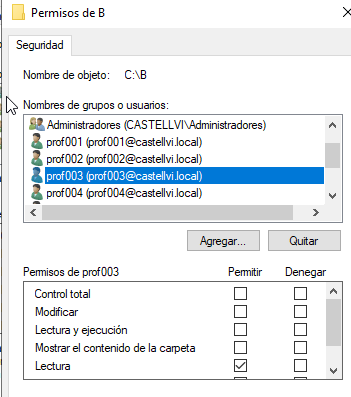 Permisos de B
Seguridad
Nombre de objeto: C:\B
Nombres de grupos o usuarios:
Administradores (CASTELLVI\Administradores)
prof001 (prof001@castellvi.local)
prof002 (prof002@castellvi.local)
prof003 (prof003@castellvi.local)
prof004 (prof004@castellvi.local)
Agregar... Quitar
Permisos de prof003 Permitir Denegar
Control total
Modificar
Lectura y ejecución
Mostrar el contenido de la carpeta
Lectura